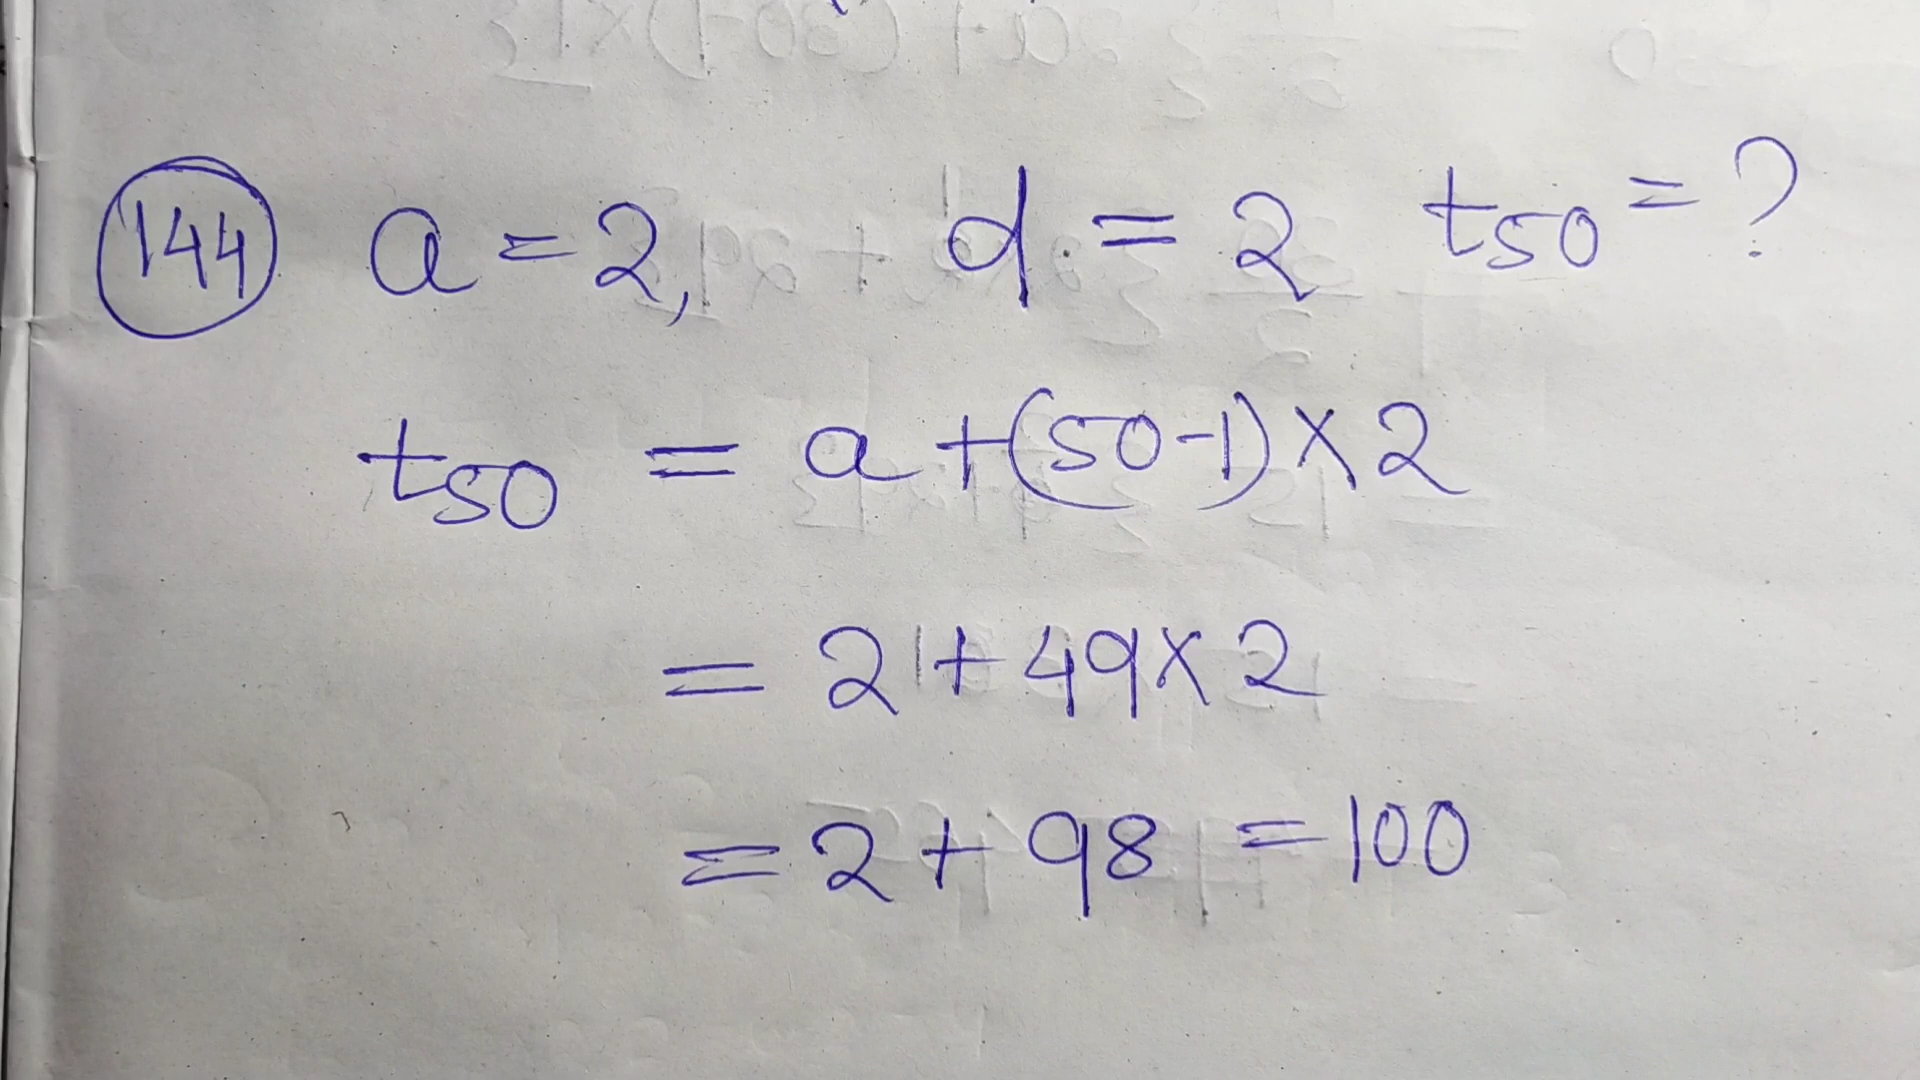 144 a = 2, d = 2 t50 = ?
t50 = a + (50-1) × 2
= 2 + 49 × 2
= 2 + 98 = 100